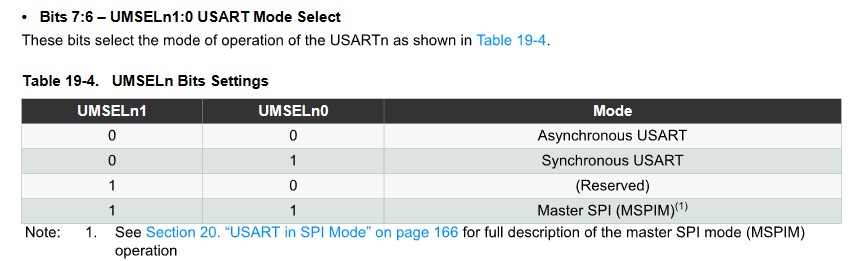 • Bits 7:6 – UMSELn1:0 USART Mode Select
These bits select the mode of operation of the USARTn as shown in Table 19-4.
Table 19-4. UMSELn Bits Settings
UMSELn1 UMSELn0 Mode
0 0 Asynchronous USART
0 1 Synchronous USART
1 0 (Reserved)
1 1 Master SPI (MSPIM)(1)
Note: 1. See Section 20. “USART in SPI Mode” on page 166 for full description of the master SPI mode (MSPIM)
operation